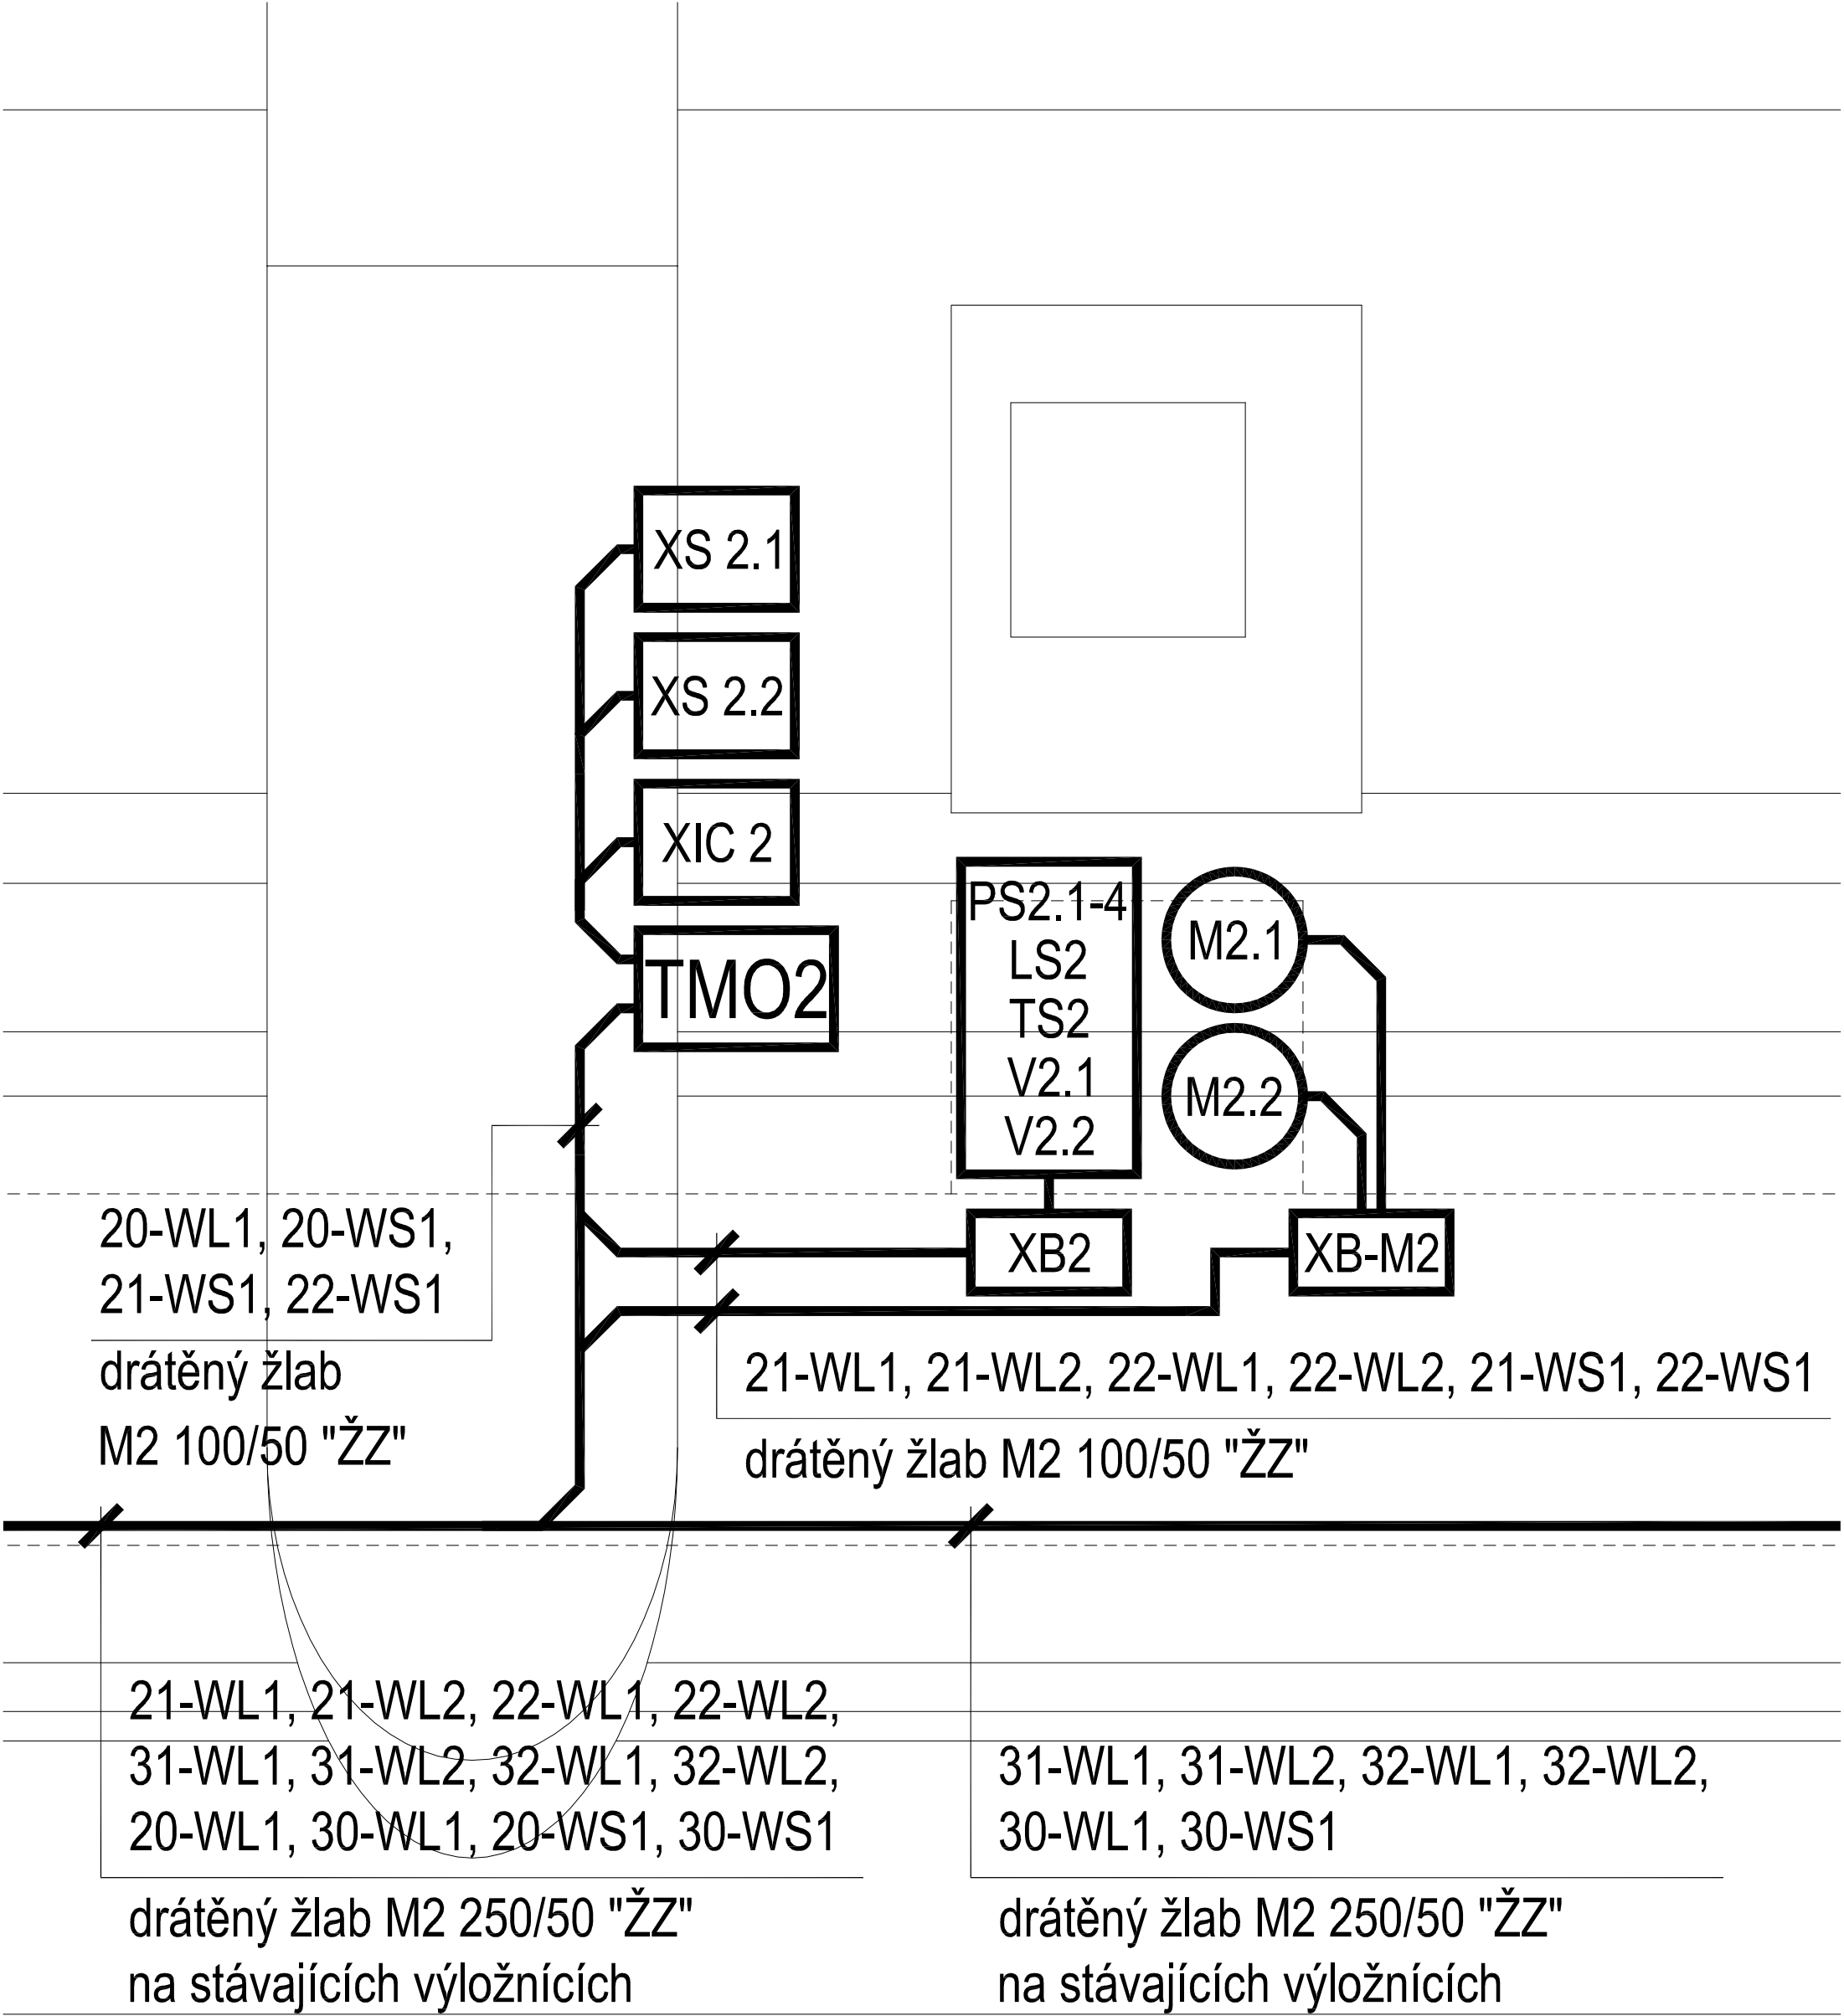 XS 2.1
XS 2.2
XIC 2
TMO2
PS2.1-4
LS2
TS2
V2.1
V2.2
M2.1
M2.2
XB2
XB-M2
20-WL1, 20-WS1,
21-WS1, 22-WS1
drátěný žlab
M2 100/50 "ŽZ"
21-WL1, 21-WL2, 22-WL1, 22-WL2, 21-WS1, 22-WS1
drátěný žlab M2 100/50 "ŽZ"
21-WL1, 21-WL2, 22-WL1, 22-WL2,
31-WL1, 31-WL2, 32-WL1, 32-WL2,
20-WL1, 30-WL1, 20-WS1, 30-WS1
drátěný žlab M2 250/50 "ŽZ"
na stávajících výložnících
31-WL1, 31-WL2, 32-WL1, 32-WL2,
30-WL1, 30-WS1
drátěný žlab M2 250/50 "ŽZ"
na stávajících výložnících